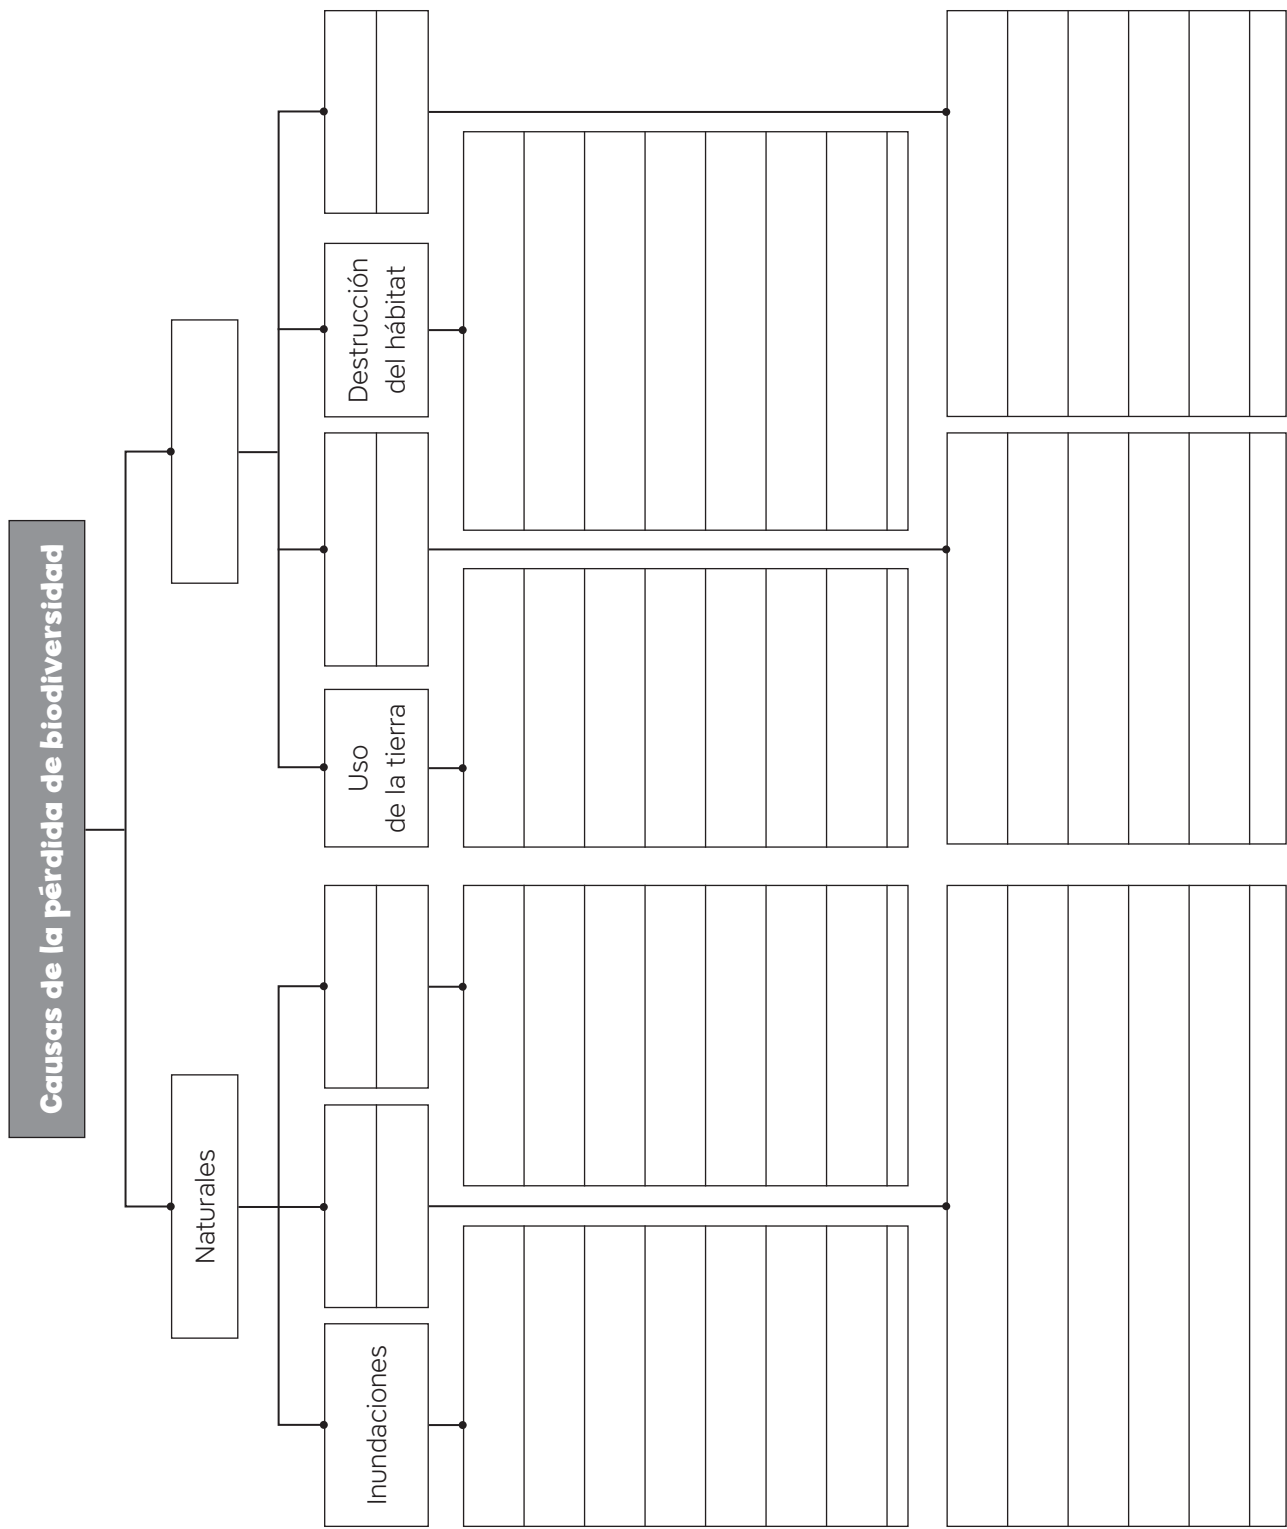 Causas de la pérdida de biodiversidad
Naturales
Inundaciones
Uso
de la tierra
Destrucción
del hábitat